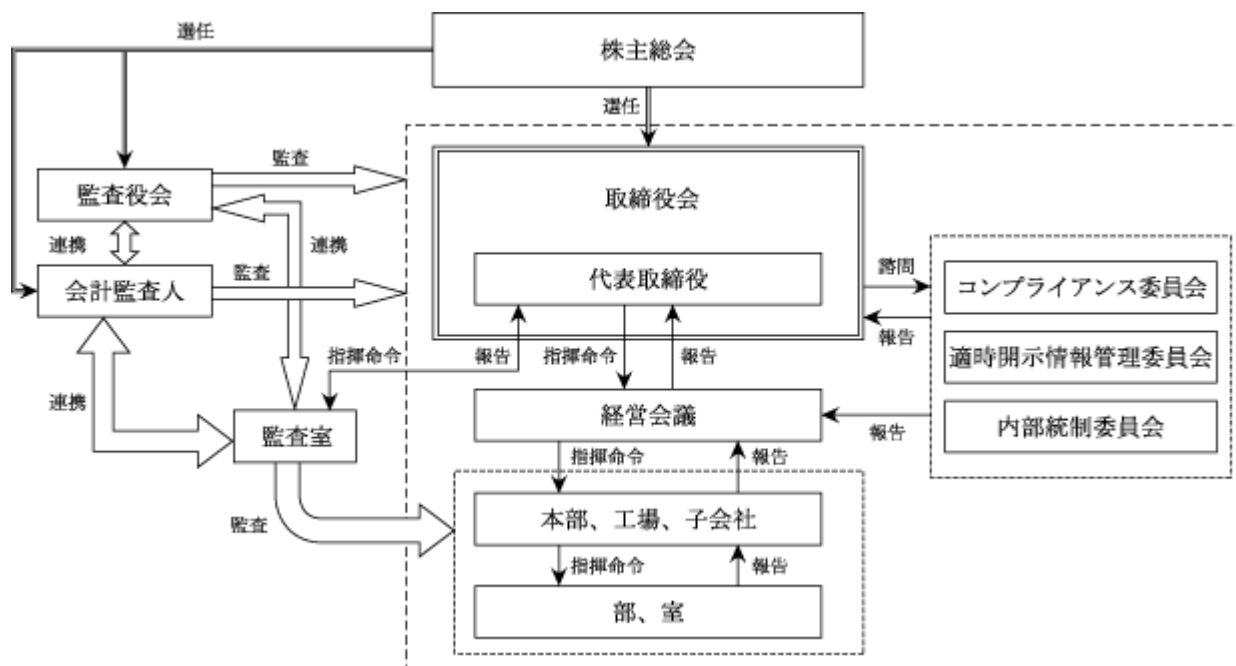 選任
株主総会
選任
監査
監査役会
取締役会
連携
連携
諮問
監査
代表取締役
コンプライアンス委員会
会計監査人
報告
指揮命令
報告
指揮命令
報告
適時開示情報管理委員会
連携
経営会議
報告
内部統制委員会
監査室
指揮命令
報告
監査
本部、工場、子会社
指揮命令
報告
部、室